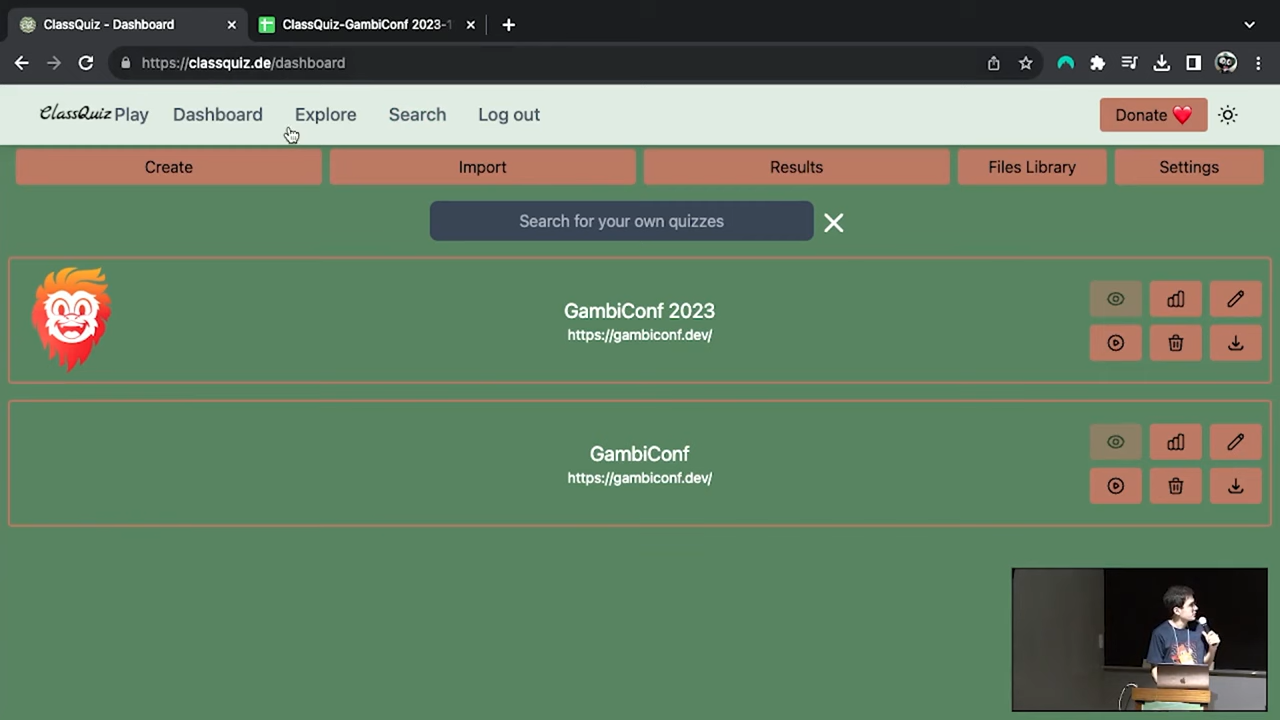 ClassQuiz - Dashboard
ClassQuiz-GambiConf 2023-1
https://classquiz.de/dashboard
ClassQuiz Play Dashboard Explore Search Log out Donate ❤️
Create Import Results Files Library Settings
Search for your own quizzes
GambiConf 2023
https://gambiconf.dev/
GambiConf
https://gambiconf.dev/